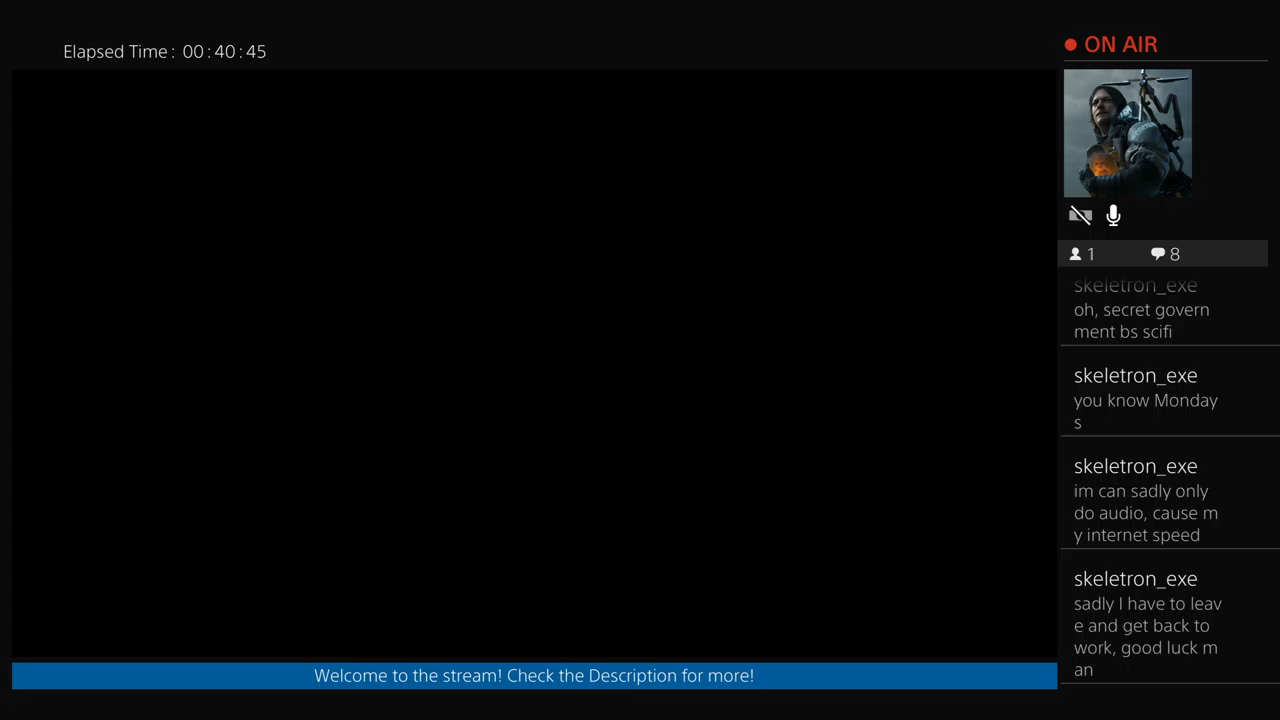 Elapsed Time: 00:40:45
ON AIR
1 8
skeletron_exe
oh, secret govern
ment bs scifi
skeletron_exe
you know Monday
s
skeletron_exe
im can sadly only
do audio, cause m
y internet speed
skeletron_exe
sadly I have to leav
e and get back to
work, good luck m
an
Welcome to the stream! Check the Description for more!